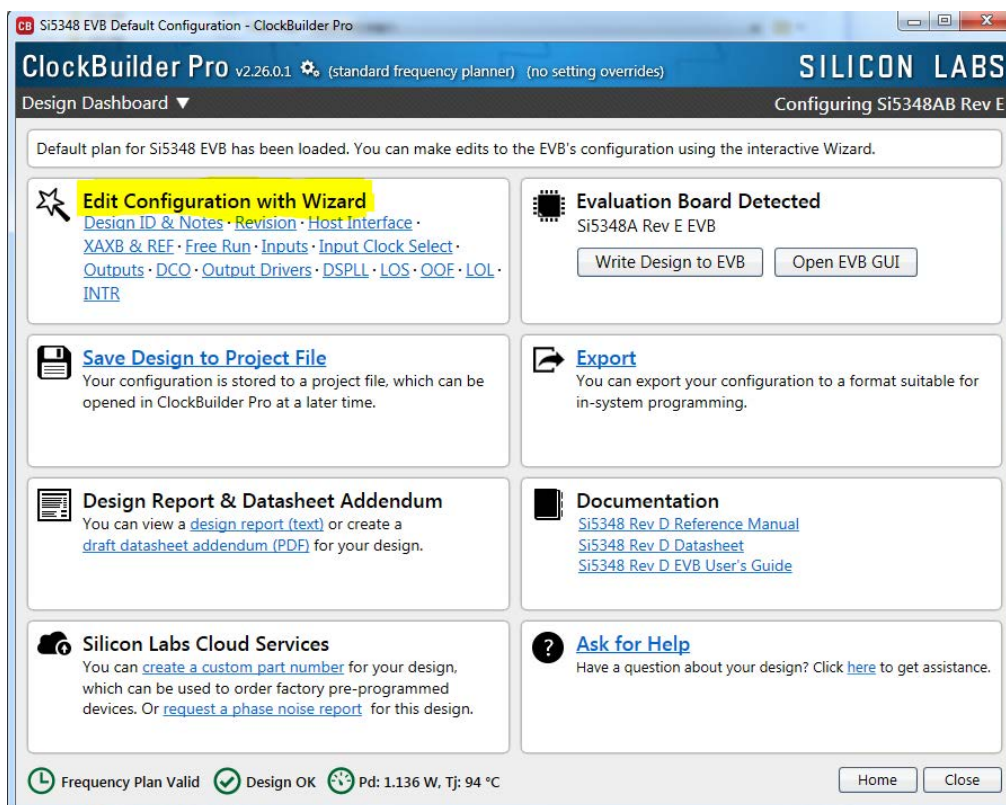 CB Si5348 EVB Default Configuration - ClockBuilder Pro
ClockBuilder Pro v2.26.0.1 (standard frequency planner) (no setting overrides) SILICON LABS
Design Dashboard ▼ Configuring Si5348AB Rev E
Default plan for Si5348 EVB has been loaded. You can make edits to the EVB's configuration using the interactive Wizard.
Edit Configuration with Wizard
Design ID & Notes · Revision · Host Interface ·
XAXB & REF · Free Run · Inputs · Input Clock Select ·
Outputs · DCO · Output Drivers · DSPLL · LOS · OOF · LOL ·
INTR
Evaluation Board Detected
Si5348A Rev E EVB
Write Design to EVB Open EVB GUI
Save Design to Project File
Your configuration is stored to a project file, which can be
opened in ClockBuilder Pro at a later time.
Export
You can export your configuration to a format suitable for
in-system programming.
Design Report & Datasheet Addendum
You can view a design report (text) or create a
draft datasheet addendum (PDF) for your design.
Documentation
Si5348 Rev D Reference Manual
Si5348 Rev D Datasheet
Si5348 Rev D EVB User's Guide
Silicon Labs Cloud Services
You can create a custom part number for your design,
which can be used to order factory pre-programmed
devices. Or request a phase noise report for this design.
? Ask for Help
Have a question about your design? Click here to get assistance.
Frequency Plan Valid Design OK Pd: 1.136 W, Tj: 94 °C Home Close